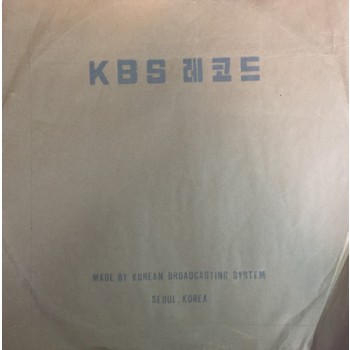 KBS 레코드
MADE BY KOREAN BROADCASTING SYSTEM
SEOUL, KOREA